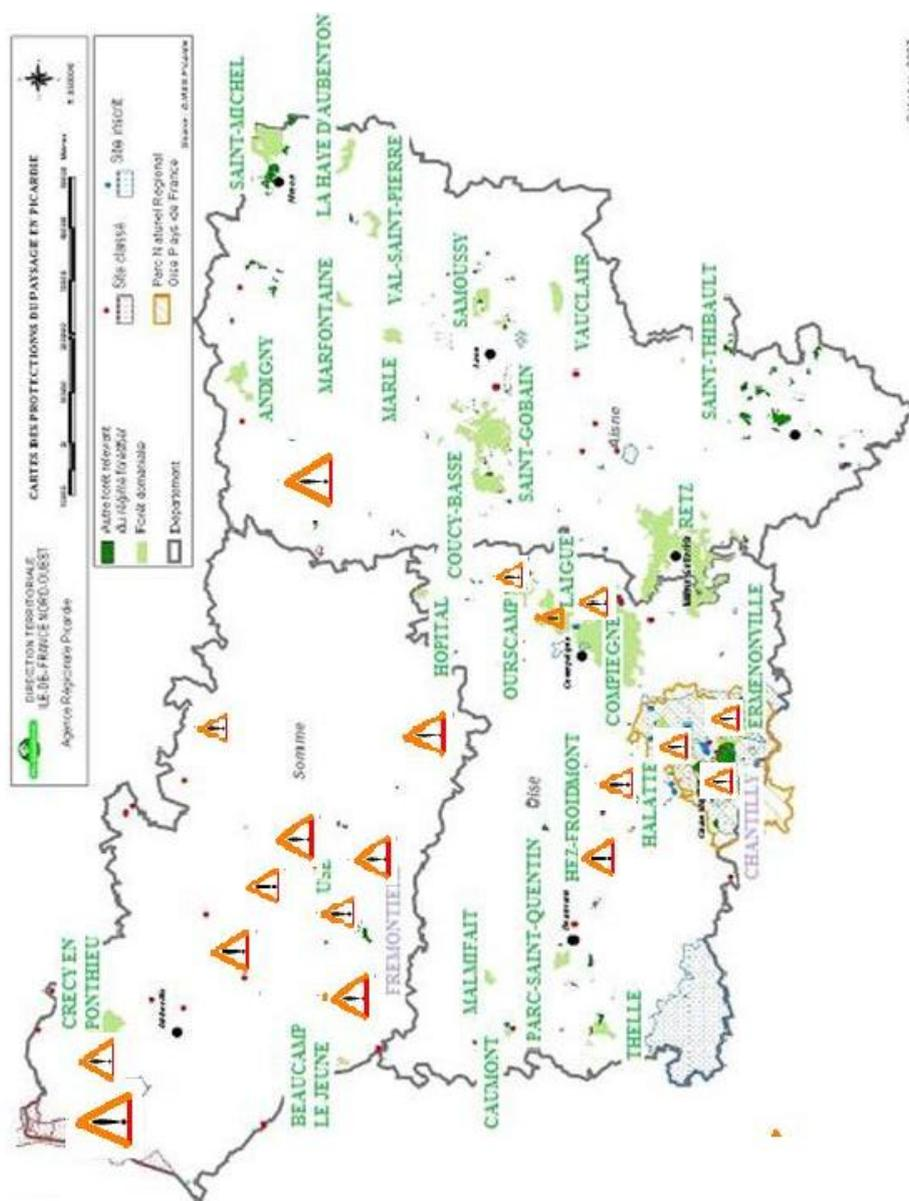 DIRECTION TERRITORIALE
ILE-DE-FRANCE NORD-OUEST
Agence Régionale Picardie
CARTES DES PROTECTIONS DU PAYSAGE EN PICARDIE
Autre forêt relevant
du régime forestier
Forêt domaniale
Département
Site classé
Site inscrit
Parc Naturel Régional
Oise Pays de France
CRECY EN
PONTHIEU
BEAUCAMP
LE JEUNE
FREMONTIE
Somme
HOPITAL
ANDIGNY
SAINT-MICHEL
LA HAYE D'AUBENTON
MARFONTAINE
VAL-SAINT-PIERRE
MARLE
SAMOUSSY
COUCY-BASSE
SAINT-GOBAIN
VAUCLAIR
Aisne
SAINT-THIBAULT
RETZ
OURSCAMP
LAIGUE
COMPIEGNE
Oise
MALMIFAIT
CAUMONT
PARC-SAINT-QUENTIN
HEZ-FROIDMONT
THELLE
HALATTE
ERMENONVILLE
CHANTILLY